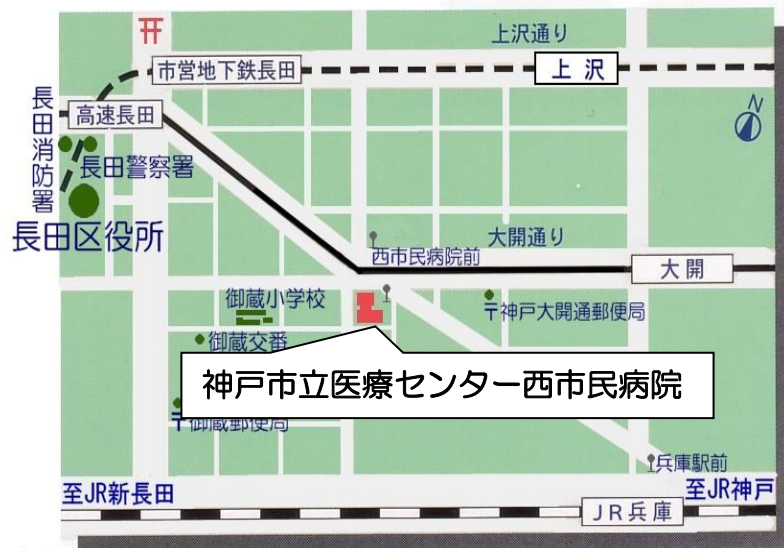 上沢通り
市営地下鉄長田
上沢
高速長田
N
長田消防署
長田警察署
長田区役所
大開通り
西市民病院前
大開
御蔵小学校
〒神戸大開通郵便局
御蔵交番
神戸市立医療センター西市民病院
〒御蔵郵便局
兵庫駅前
至JR新長田
至JR神戸
JR兵庫